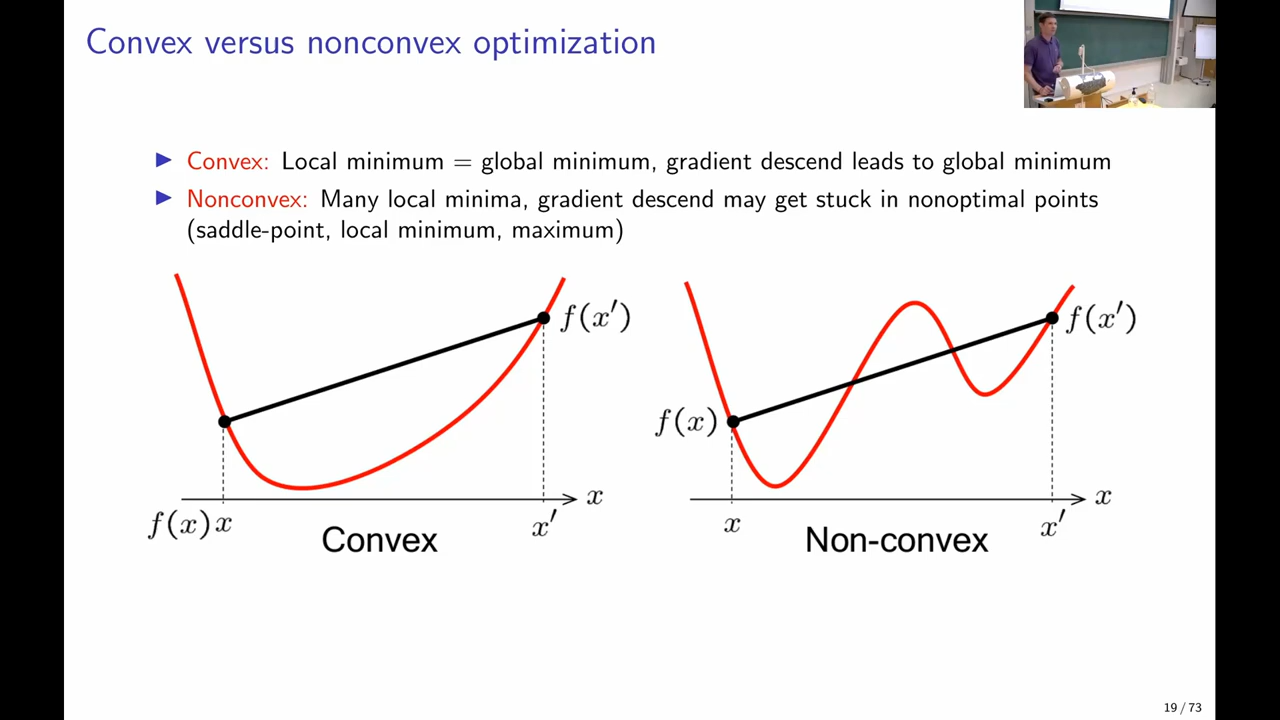 Convex versus nonconvex optimization
▶ Convex: Local minimum = global minimum, gradient descend leads to global minimum
▶ Nonconvex: Many local minima, gradient descend may get stuck in nonoptimal points
(saddle-point, local minimum, maximum)
f(x′)
x
f(x) x
x′
Convex
f(x′)
f(x)
x
x
x′
Non-convex
19 / 73